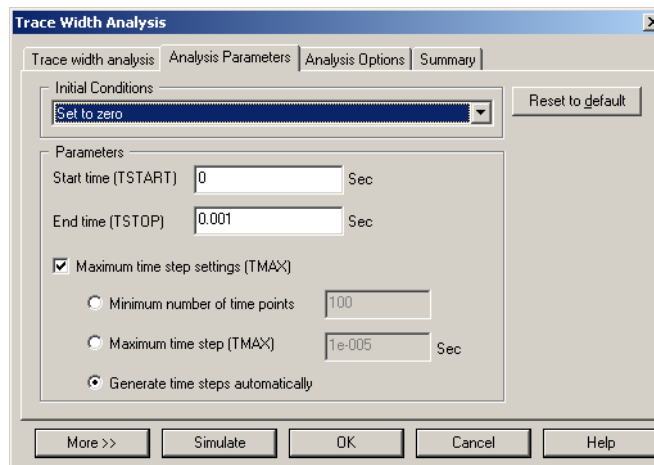 Trace Width Analysis
Trace width analysis Analysis Parameters Analysis Options Summary
Initial Conditions
Set to zero
Reset to default
Parameters
Start time (TSTART) 0 Sec
End time (TSTOP) 0.001 Sec
Maximum time step settings (TMAX)
Minimum number of time points 100
Maximum time step (TMAX) 1e-005 Sec
Generate time steps automatically
More >> Simulate OK Cancel Help